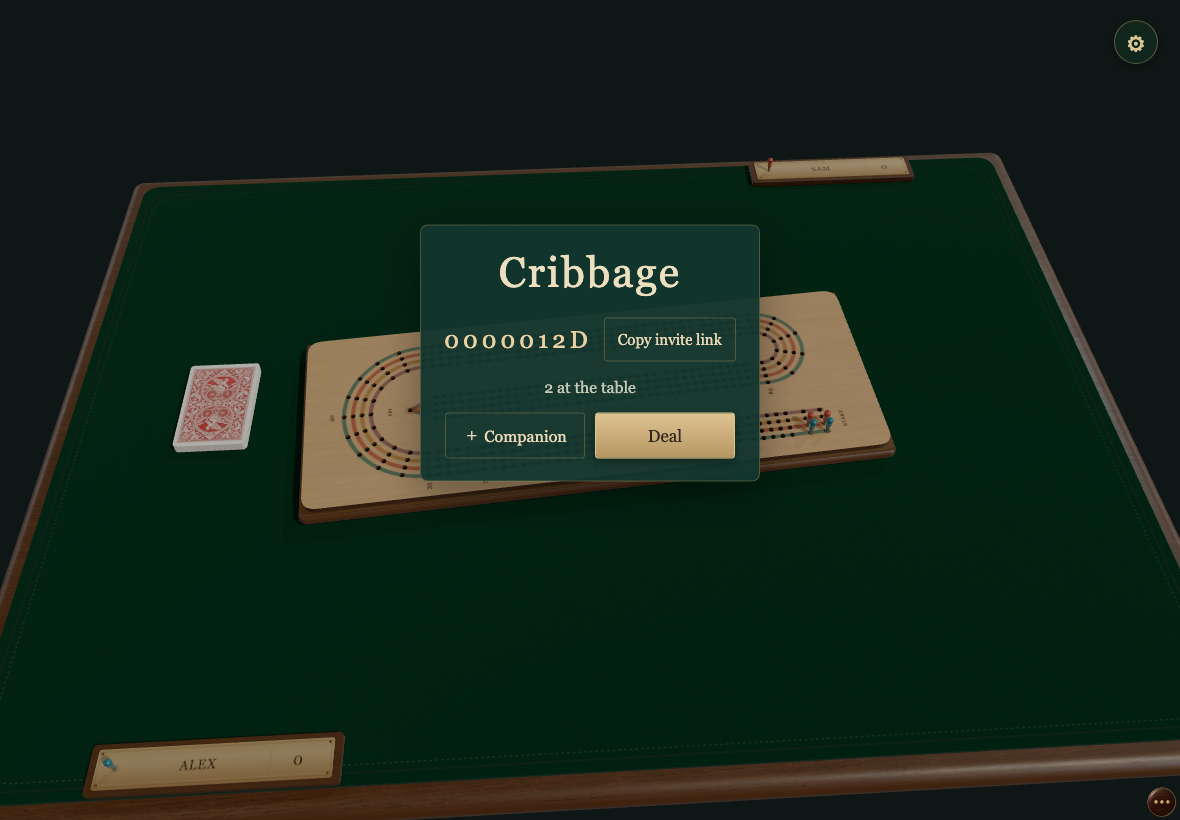 SAM 0
Cribbage
0000012D Copy invite link
2 at the table
+ Companion Deal
ALEX 0